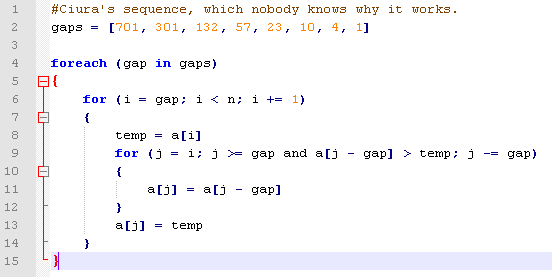 1 #Ciura's sequence, which nobody knows why it works.
2 gaps = [701, 301, 132, 57, 23, 10, 4, 1]
3
4 foreach (gap in gaps)
5 {
6 for (i = gap; i < n; i += 1)
7 {
8 temp = a[i]
9 for (j = i; j >= gap and a[j - gap] > temp; j -= gap)
10 {
11 a[j] = a[j - gap]
12 }
13 a[j] = temp
14 }
15 }